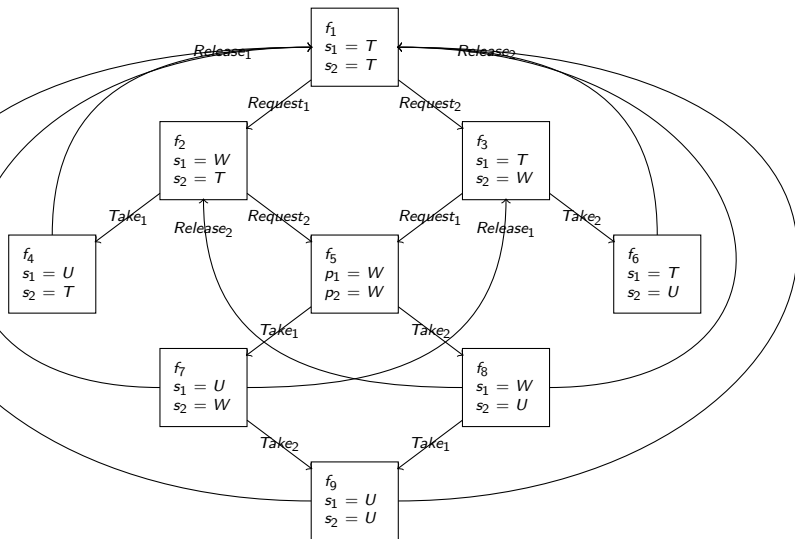 f1
s1 = T
s2 = T
Release1
Release2
Request1
Request2
f2
s1 = W
s2 = T
f3
s1 = T
s2 = W
Take1
Release2
Request2
Request1
Release1
Take2
f4
s1 = U
s2 = T
f5
p1 = W
p2 = W
f6
s1 = T
s2 = U
Take1
Take2
f7
s1 = U
s2 = W
f8
s1 = W
s2 = U
Take2
Take1
f9
s1 = U
s2 = U